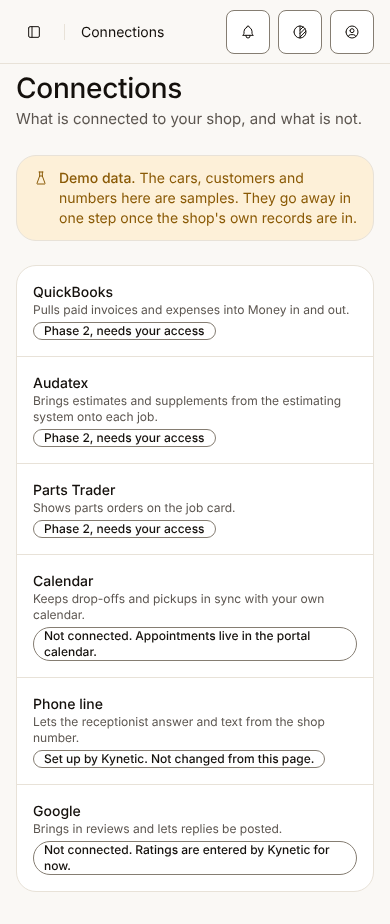 Connections
Connections
What is connected to your shop, and what is not.
Demo data. The cars, customers and
numbers here are samples. They go away in
one step once the shop's own records are in.
QuickBooks
Pulls paid invoices and expenses into Money in and out.
Phase 2, needs your access
Audatex
Brings estimates and supplements from the estimating
system onto each job.
Phase 2, needs your access
Parts Trader
Shows parts orders on the job card.
Phase 2, needs your access
Calendar
Keeps drop-offs and pickups in sync with your own
calendar.
Not connected. Appointments live in the portal
calendar.
Phone line
Lets the receptionist answer and text from the shop
number.
Set up by Kynetic. Not changed from this page.
Google
Brings in reviews and lets replies be posted.
Not connected. Ratings are entered by Kynetic for
now.